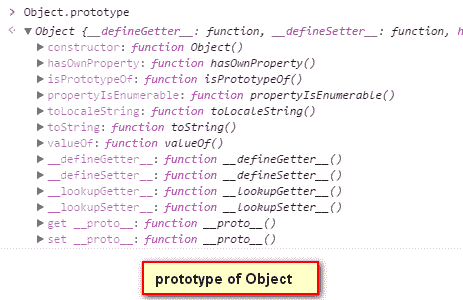 > Object.prototype
Object {__defineGetter__: function, __defineSetter__: function, h
constructor: function Object()
hasOwnProperty: function hasOwnProperty()
isPrototypeOf: function isPrototypeOf()
propertyIsEnumerable: function propertyIsEnumerable()
toLocaleString: function toLocaleString()
toString: function toString()
valueOf: function valueOf()
__defineGetter__: function __defineGetter__()
__defineSetter__: function __defineSetter__()
__lookupGetter__: function __lookupGetter__()
__lookupSetter__: function __lookupSetter__()
get __proto__: function __proto__()
set __proto__: function __proto__()
prototype of Object